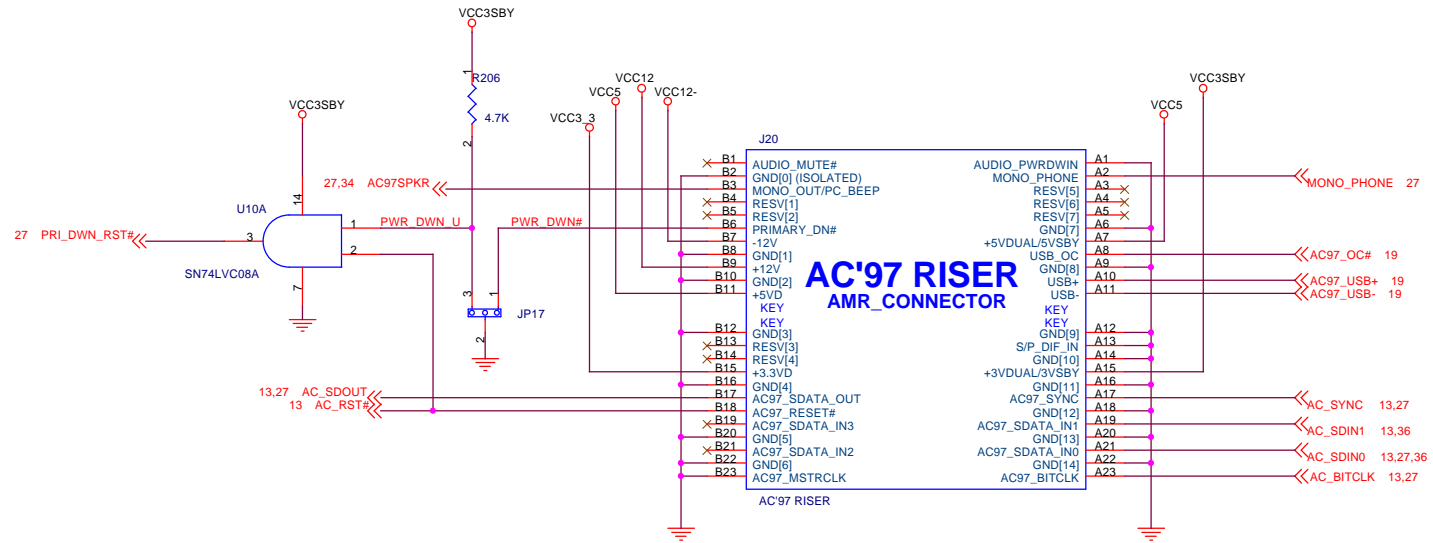 VCC3SBY
R206
1
4.7K
2
VCC3SBY
14
U10A
1
2
3
7
SN74LVC08A
27 PRI_DWN_RST#
PWR_DWN_U
PWR_DWN#
3
1
2
JP17
27,34 AC97SPKR
VCC3_3
VCC5
VCC12
VCC12-
VCC5
VCC3SBY
J20
B1 AUDIO_MUTE#
B2 GND[0] (ISOLATED)
B3 MONO_OUT/PC_BEEP
B4 RESV[1]
B5 RESV[2]
B6 PRIMARY_DN#
B7 -12V
B8 GND[1]
B9 +12V
B10 GND[2]
B11 +5VD
KEY
KEY
B12 GND[3]
B13 RESV[3]
B14 RESV[4]
B15 +3.3VD
B16 GND[4]
B17 AC97_SDATA_OUT
B18 AC97_RESET#
B19 AC97_SDATA_IN3
B20 GND[5]
B21 AC97_SDATA_IN2
B22 GND[6]
B23 AC97_MSTRCLK
AC'97 RISER
AMR_CONNECTOR
AUDIO_PWRDWIN A1
MONO_PHONE A2
RESV[5] A3
RESV[6] A4
RESV[7] A5
GND[7] A6
+5VDUAL/5VSBY A7
USB_OC A8
GND[8] A9
USB+ A10
USB- A11
KEY
KEY
GND[9] A12
S/P_DIF_IN A13
GND[10] A14
+3VDUAL/3VSBY A15
GND[11] A16
AC97_SYNC A17
GND[12] A18
AC97_SDATA_IN1 A19
GND[13] A20
AC97_SDATA_IN0 A21
GND[14] A22
AC97_BITCLK A23
AC'97 RISER
13,27 AC_SDOUT
13 AC_RST#
MONO_PHONE 27
AC97_OC# 19
AC97_USB+ 19
AC97_USB- 19
AC_SYNC 13,27
AC_SDIN1 13,36
AC_SDIN0 13,27,36
AC_BITCLK 13,27